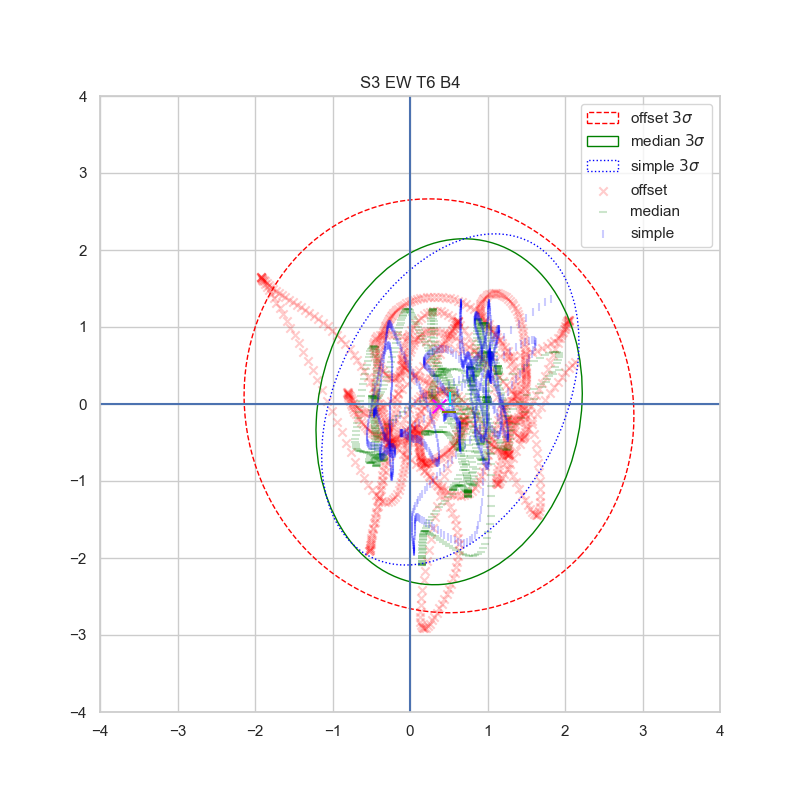 S3 EW T6 B4
offset 3σ
median 3σ
simple 3σ
offset
median
simple
4
3
2
1
0
−1
−2
−3
−4
−4 −3 −2 −1 0 1 2 3 4